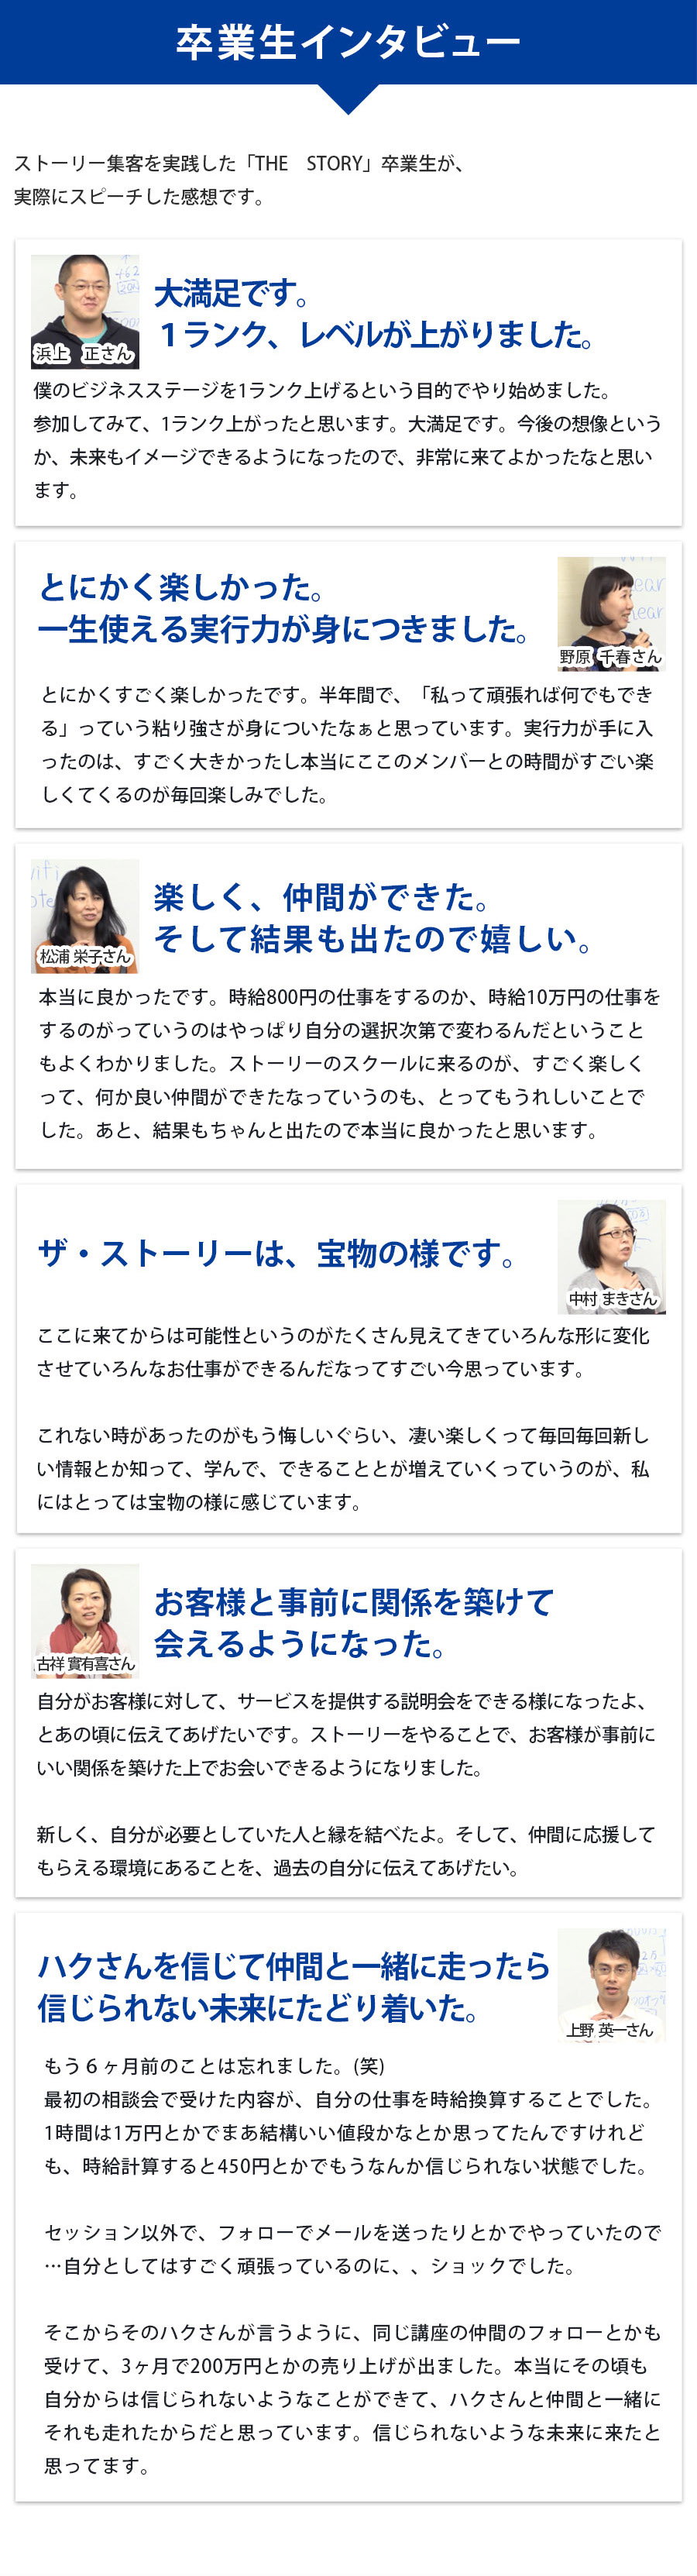 卒業生インタビュー
ストーリー集客を実践した「THE　STORY」卒業生が、
実際にスピーチした感想です。
462
浜上　正さん
大満足です。
１ランク、レベルが上がりました。
僕のビジネスステージを1ランク上げるという目的でやり始めました。
参加してみて、1ランク上がったと思います。大満足です。今後の想像という
か、未来もイメージできるようになったので、非常に来てよかったなと思い
ます。
とにかく楽しかった。
一生使える実行力が身につきました。
野原 千春さん
とにかくすごく楽しかったです。半年間で、「私って頑張れば何でもでき
る」っていう粘り強さが身についたなぁと思っています。実行力が手に入
ったのは、すごく大きかったし本当にここのメンバーとの時間がすごい楽
しくてくるのが毎回楽しみでした。
松浦 栄子さん
楽しく、仲間ができた。
そして結果も出たので嬉しい。
本当に良かったです。時給800円の仕事をするのか、時給10万円の仕事を
するのがっていうのはやっぱり自分の選択次第で変わるんだということ
もよくわかりました。ストーリーのスクールに来るのが、すごく楽しく
って、何か良い仲間ができたなっていうのも、とってもうれしいことで
した。あと、結果もちゃんと出たので本当に良かったと思います。
ザ・ストーリーは、宝物の様です。
中村 まきさん
ここに来てからは可能性というのがたくさん見えてきていろんな形に変化
させていろんなお仕事ができるんだなってすごい今思っています。
これない時があったのがもう悔しいぐらい、凄い楽しくって毎回毎回新し
い情報とか知って、学んで、できることとが増えていくっていうのが、私
にはとっては宝物の様に感じています。
古祥 實有喜さん
お客様と事前に関係を築けて
会えるようになった。
自分がお客様に対して、サービスを提供する説明会をできる様になったよ、
とあの頃に伝えてあげたいです。ストーリーをやることで、お客様が事前に
いい関係を築けた上でお会いできるようになりました。
新しく、自分が必要としていた人と縁を結べたよ。そして、仲間に応援して
もらえる環境にあることを、過去の自分に伝えてあげたい。
ハクさんを信じて仲間と一緒に走ったら
信じられない未来にたどり着いた。
上野 英一さん
もう６ヶ月前のことは忘れました。(笑)
最初の相談会で受けた内容が、自分の仕事を時給換算することでした。
1時間は1万円とかでまあ結構いい値段かなとか思ってたんですけれど
も、時給計算すると450円とかでもうなんか信じられない状態でした。
セッション以外で、フォローでメールを送ったりとかでやっていたので
…自分としてはすごく頑張っているのに、、ショックでした。
そこからそのハクさんが言うように、同じ講座の仲間のフォローとかも
受けて、3ヶ月で200万円とかの売り上げが出ました。本当にその頃も
自分からは信じられないようなことができて、ハクさんと仲間と一緒に
それも走れたからだと思っています。信じられないような未来に来たと
思ってます。